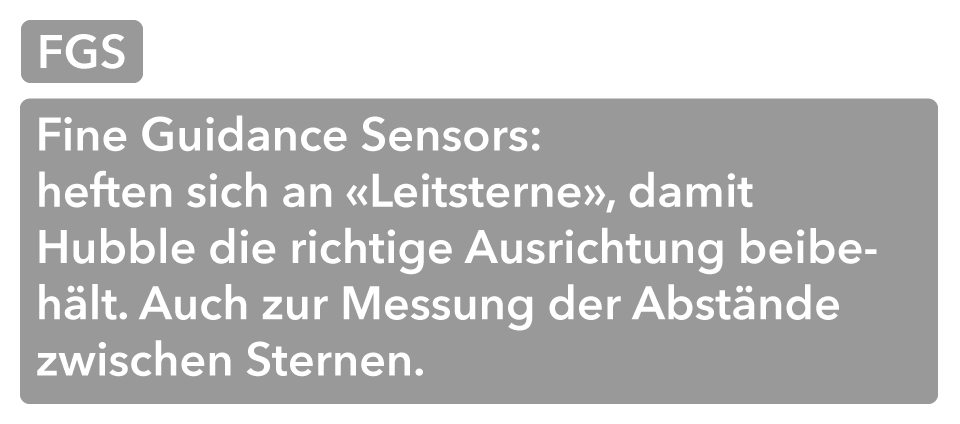 FGS
Fine Guidance Sensors:
heften sich an «Leitsterne», damit
Hubble die richtige Ausrichtung beibe-
hält. Auch zur Messung der Abstände
zwischen Sternen.